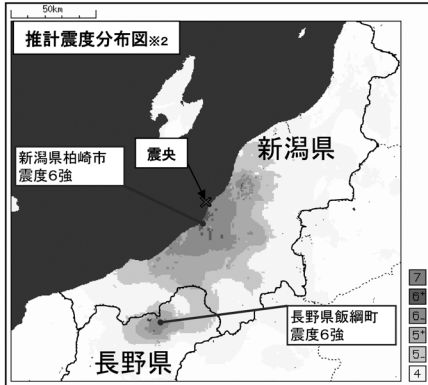 50km
推計震度分布図※2
新潟県
震央
新潟県柏崎市
震度6強
長野県飯綱町
震度6強
長野県
7
6⁺
6₋
5⁺
5₋
4